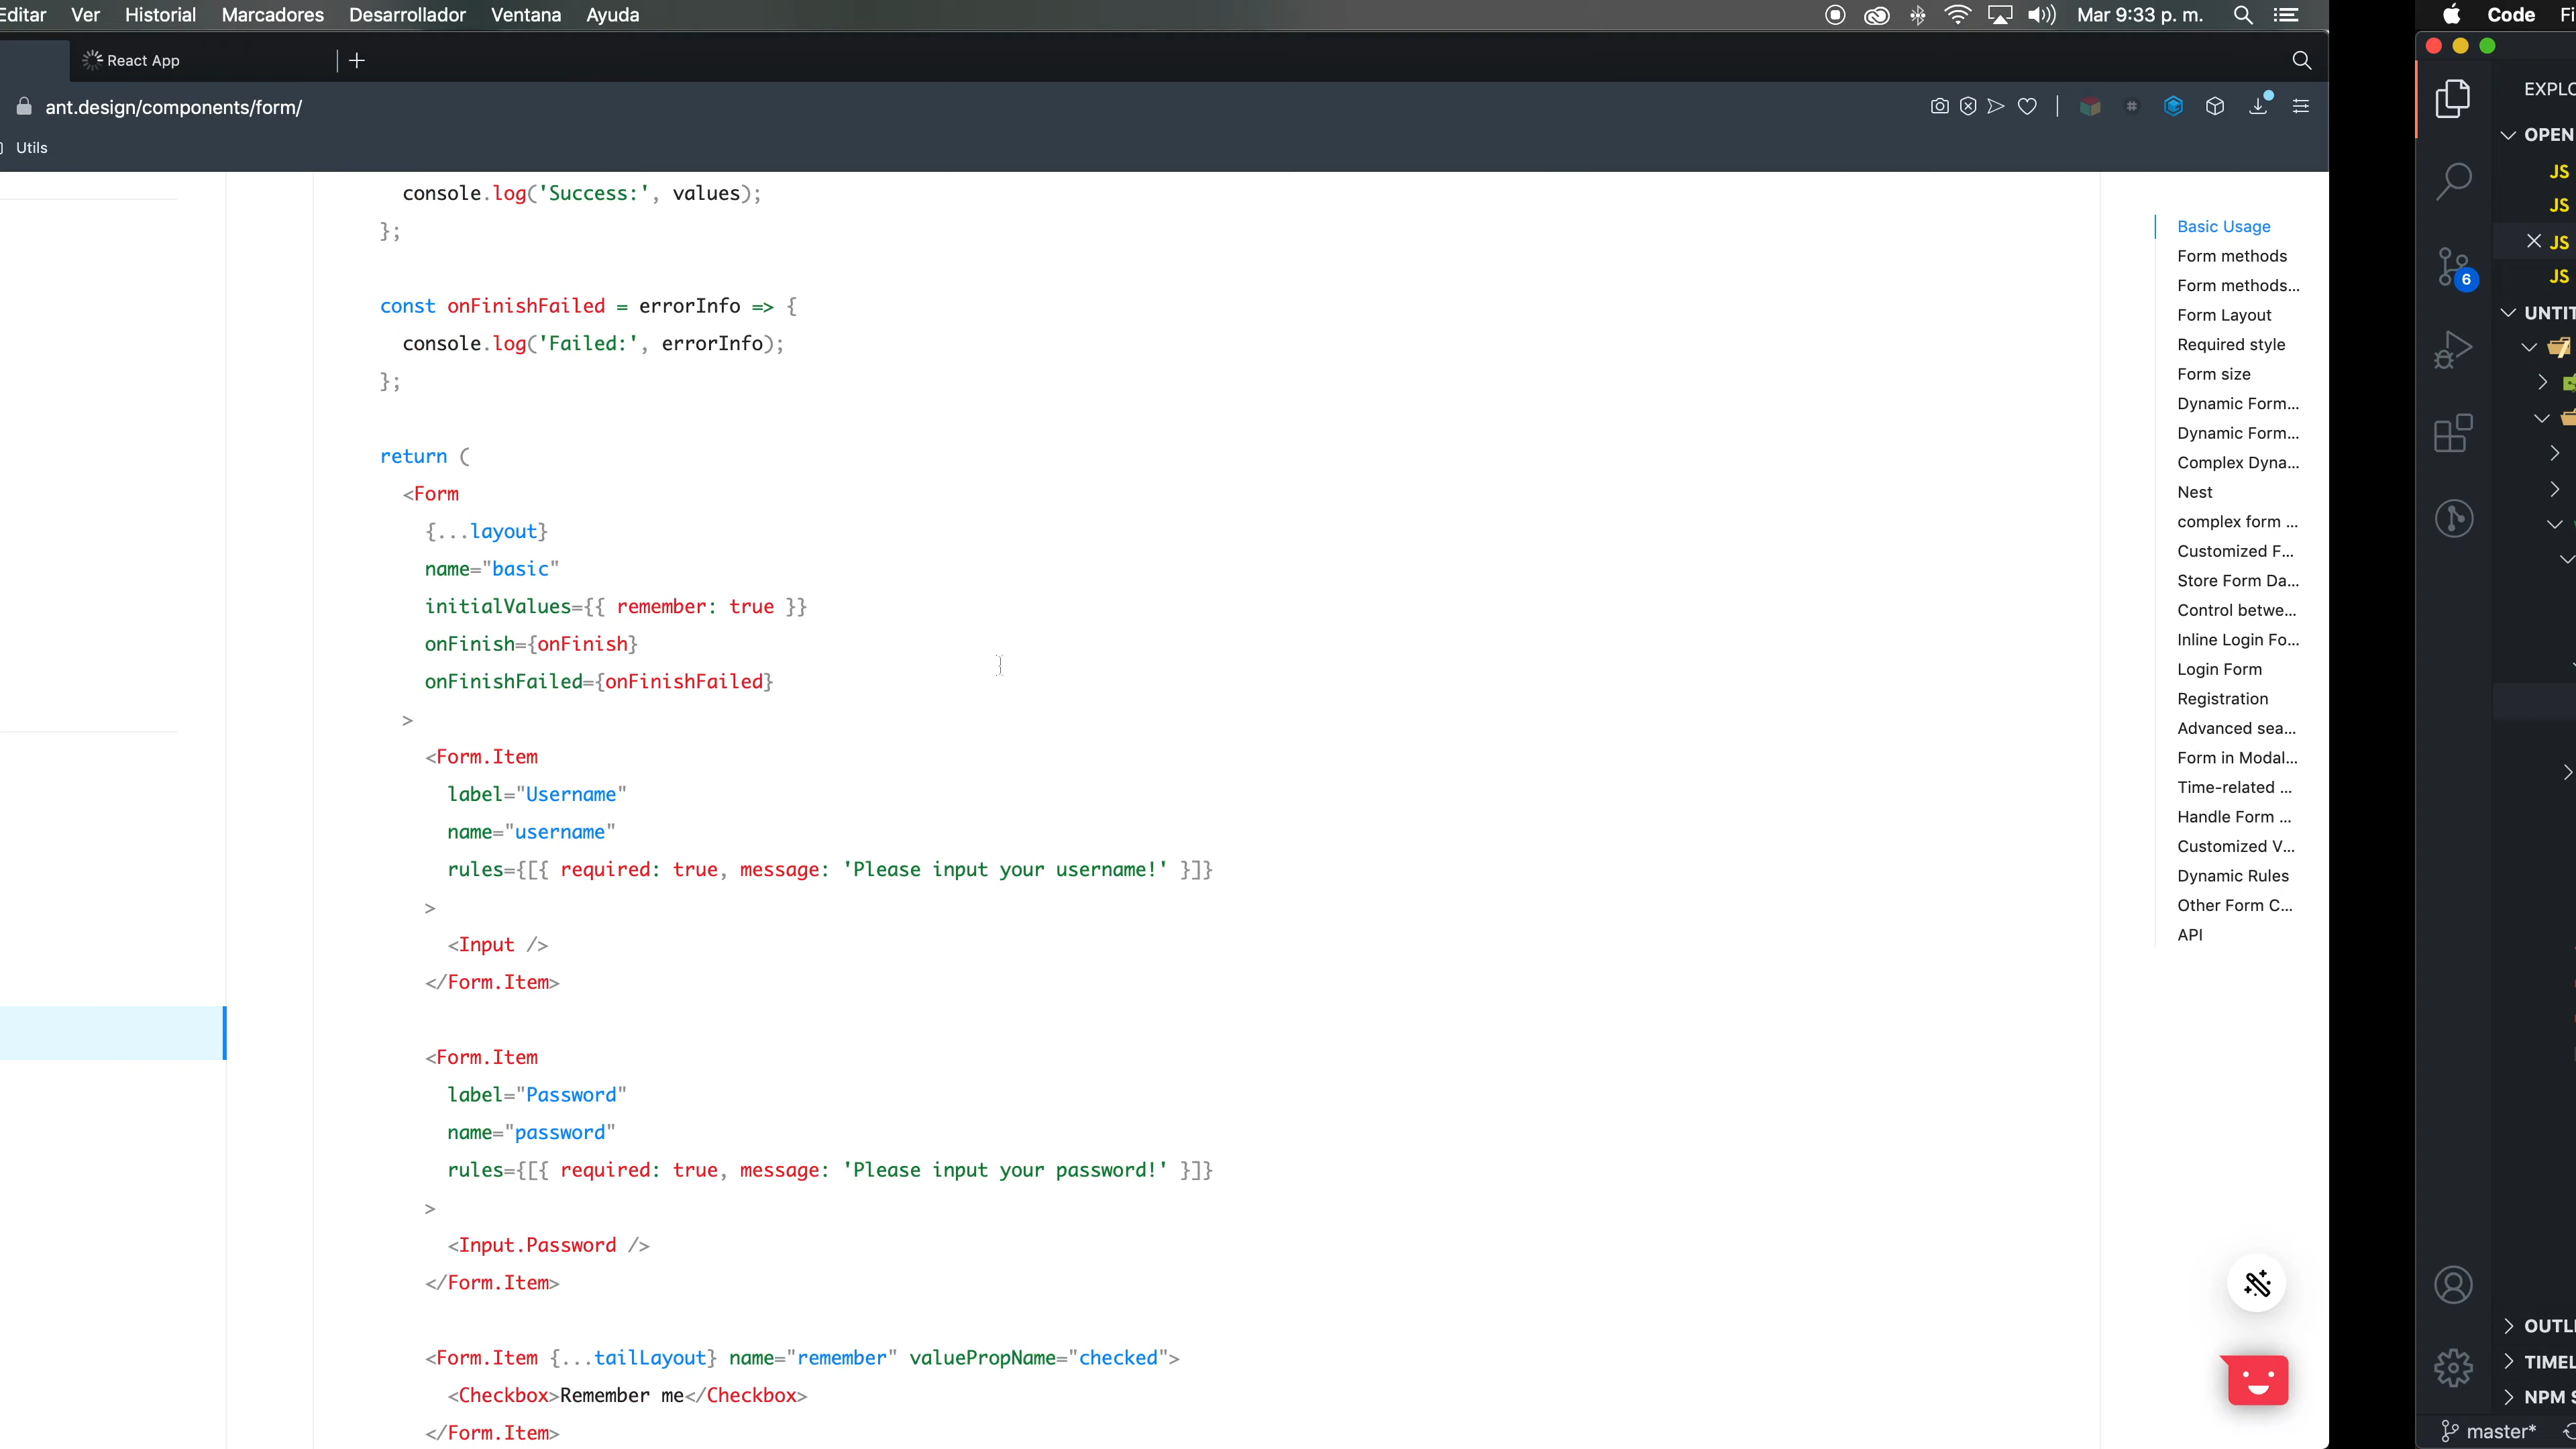 Editar Ver Historial Marcadores Desarrollador Ventana Ayuda Mar 9:33 p. m.
React App
ant.design/components/form/
Utils
console.log('Success:', values);
};
const onFinishFailed = errorInfo => {
console.log('Failed:', errorInfo);
};
return (
<Form
{...layout}
name="basic"
initialValues={{ remember: true }}
onFinish={onFinish}
onFinishFailed={onFinishFailed}
>
<Form.Item
label="Username"
name="username"
rules={[{ required: true, message: 'Please input your username!' }]}
>
<Input />
</Form.Item>
<Form.Item
label="Password"
name="password"
rules={[{ required: true, message: 'Please input your password!' }]}
>
<Input.Password />
</Form.Item>
<Form.Item {...tailLayout} name="remember" valuePropName="checked">
<Checkbox>Remember me</Checkbox>
</Form.Item>
Basic Usage
Form methods
Form methods...
Form Layout
Required style
Form size
Dynamic Form...
Dynamic Form...
Complex Dyna...
Nest
complex form ...
Customized F...
Store Form Da...
Control betwe...
Inline Login Fo...
Login Form
Registration
Advanced sea...
Form in Modal...
Time-related ...
Handle Form ...
Customized V...
Dynamic Rules
Other Form C...
API
Code Fi
EXPLO
OPEN
JS
JS
JS
JS
6
UNTIT
OUTLI
TIMEL
NPM S
master*